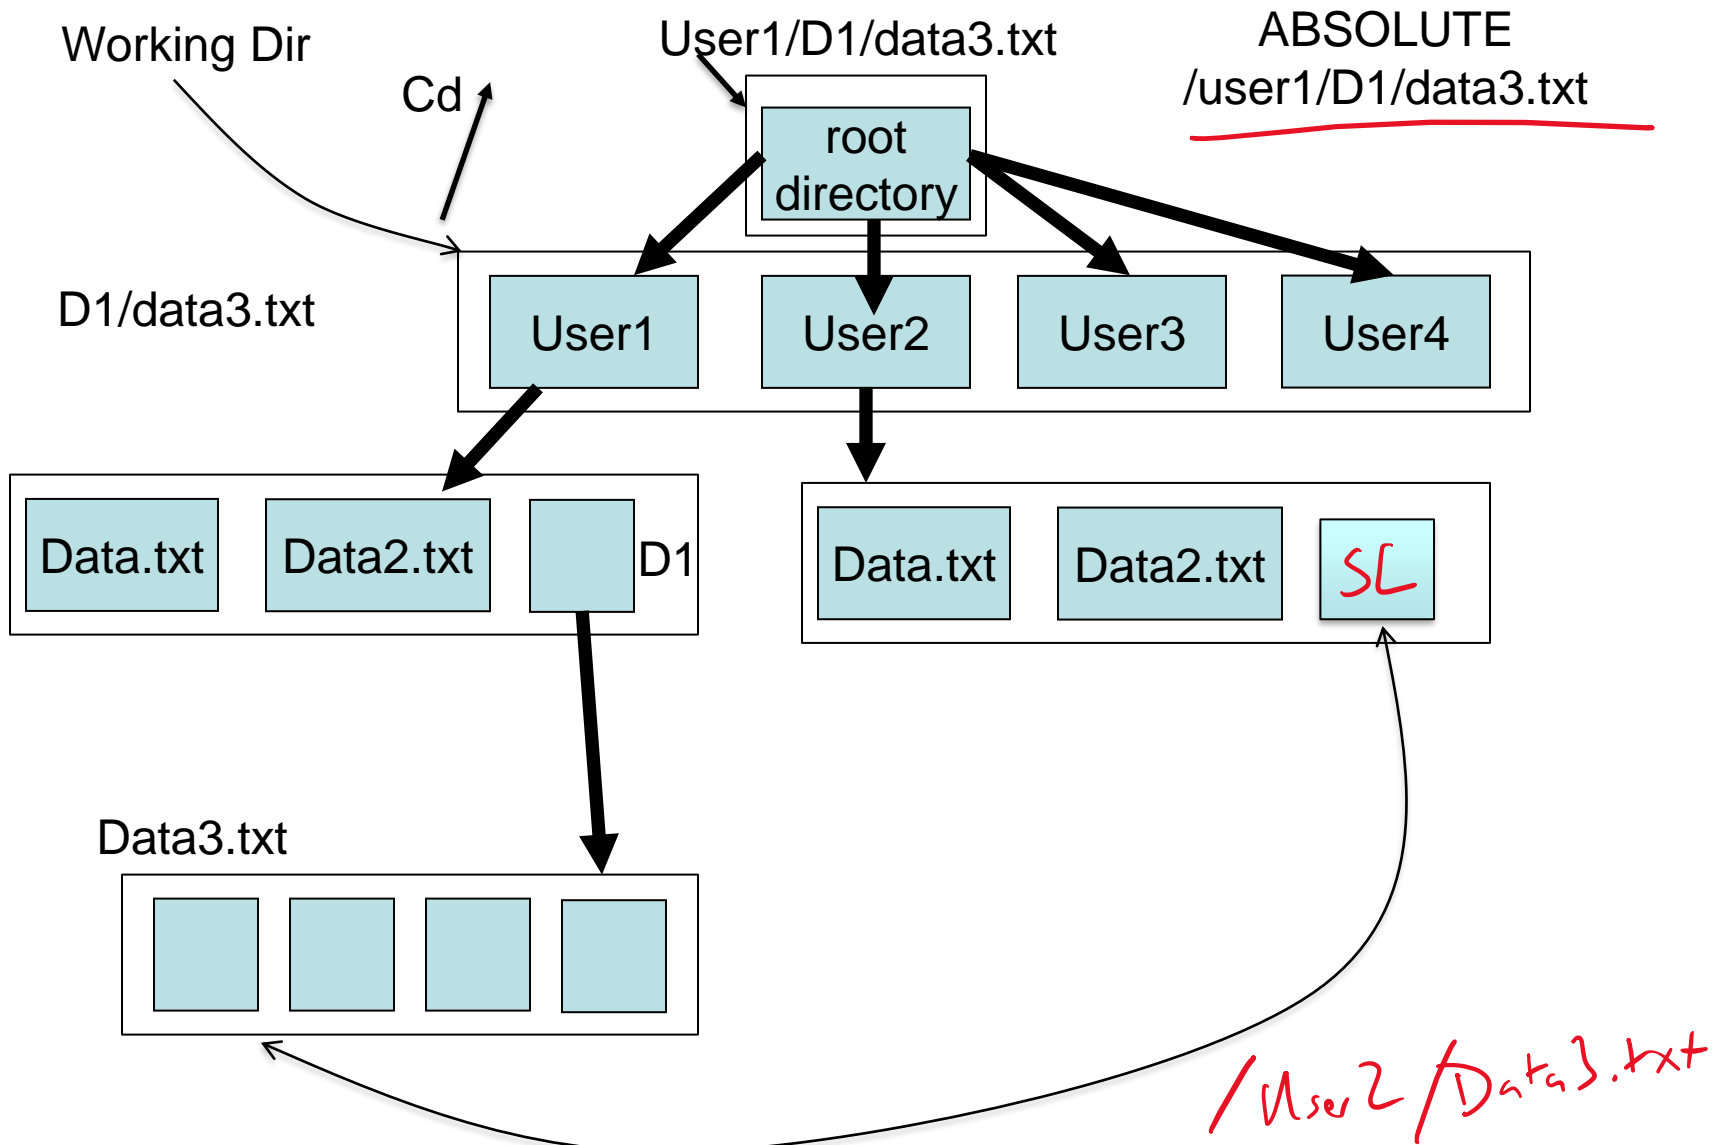 Working Dir
Cd
User1/D1/data3.txt
ABSOLUTE
/user1/D1/data3.txt
root
directory
D1/data3.txt
User1
User2
User3
User4
Data.txt
Data2.txt
D1
Data.txt
Data2.txt
SL
Data3.txt
/User2/Data3.txt